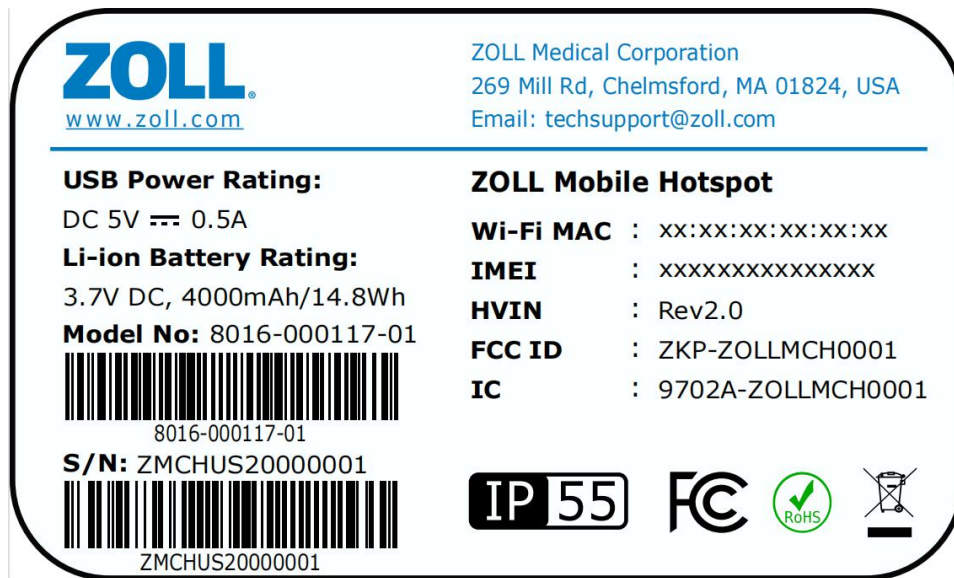 ZOLL®
www.zoll.com
ZOLL Medical Corporation
269 Mill Rd, Chelmsford, MA 01824, USA
Email: techsupport@zoll.com
USB Power Rating:
DC 5V ⎓ 0.5A
Li-ion Battery Rating:
3.7V DC, 4000mAh/14.8Wh
Model No: 8016-000117-01
8016-000117-01
S/N: ZMCHUS20000001
ZMCHUS20000001
ZOLL Mobile Hotspot
Wi-Fi MAC : xx:xx:xx:xx:xx:xx
IMEI : xxxxxxxxxxxxxxx
HVIN : Rev2.0
FCC ID : ZKP-ZOLLMCH0001
IC : 9702A-ZOLLMCH0001
IP 55
FC
RoHS